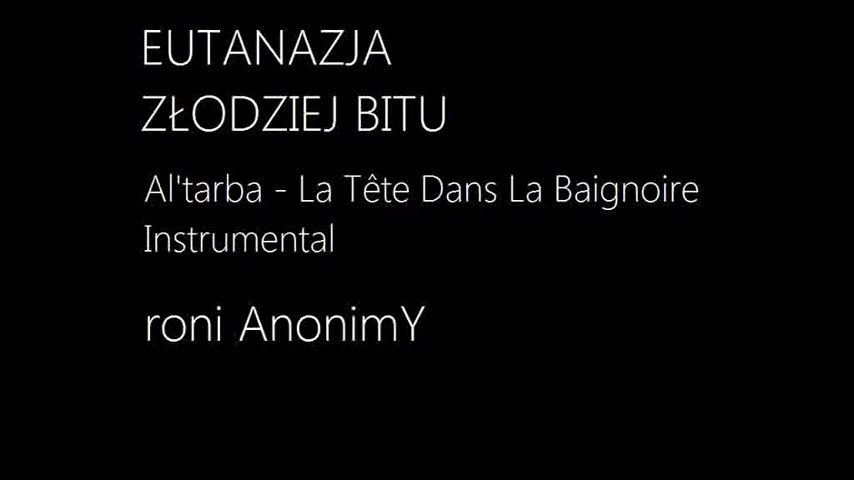 EUTANAZJA
ZŁODZIEJ BITU
Al'tarba - La Tête Dans La Baignoire
Instrumental
roni AnonimY